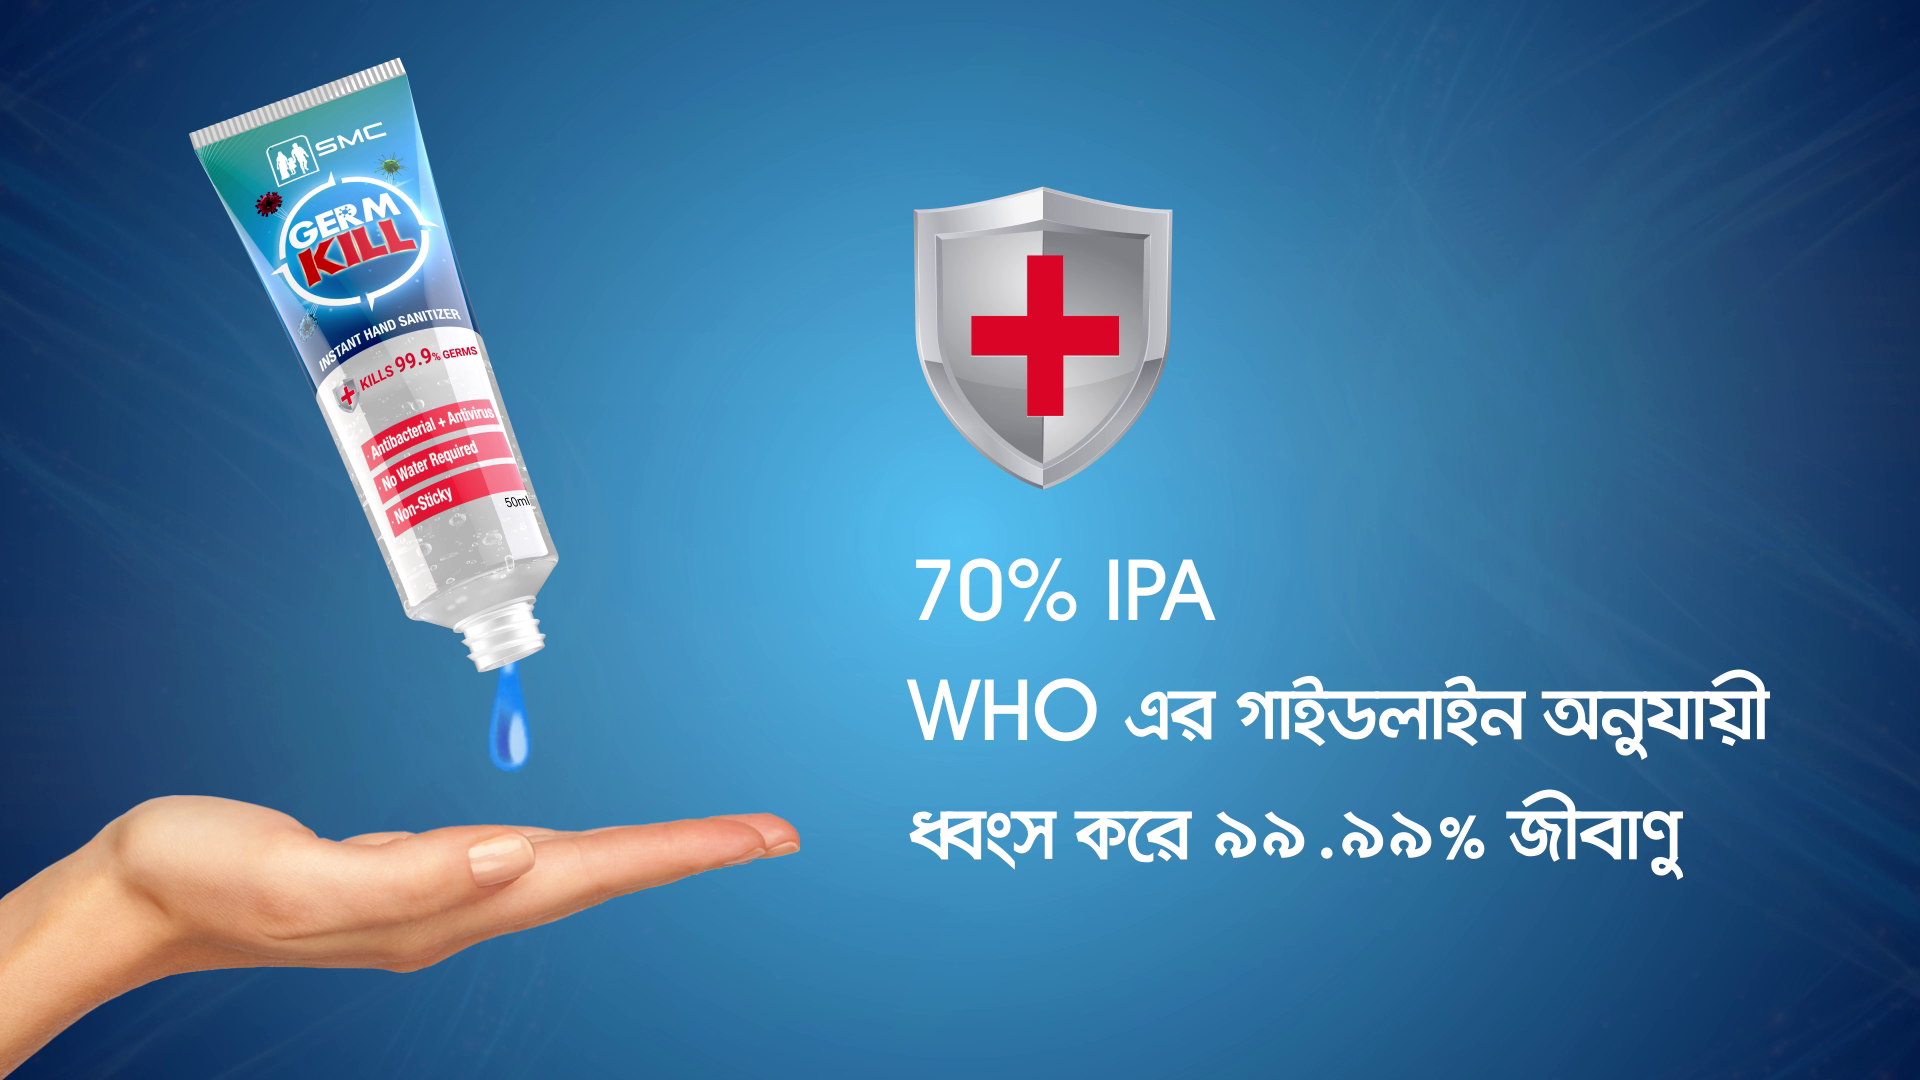 SMC
GERM
KILL
INSTANT HAND SANITIZER
KILLS 99.9% GERMS
· Antibacterial + Antivirus
· No Water Required
· Non-Sticky
50ml
70% IPA
WHO এর গাইডলাইন অনুযায়ী
ধ্বংস করে ৯৯.৯৯% জীবাণু